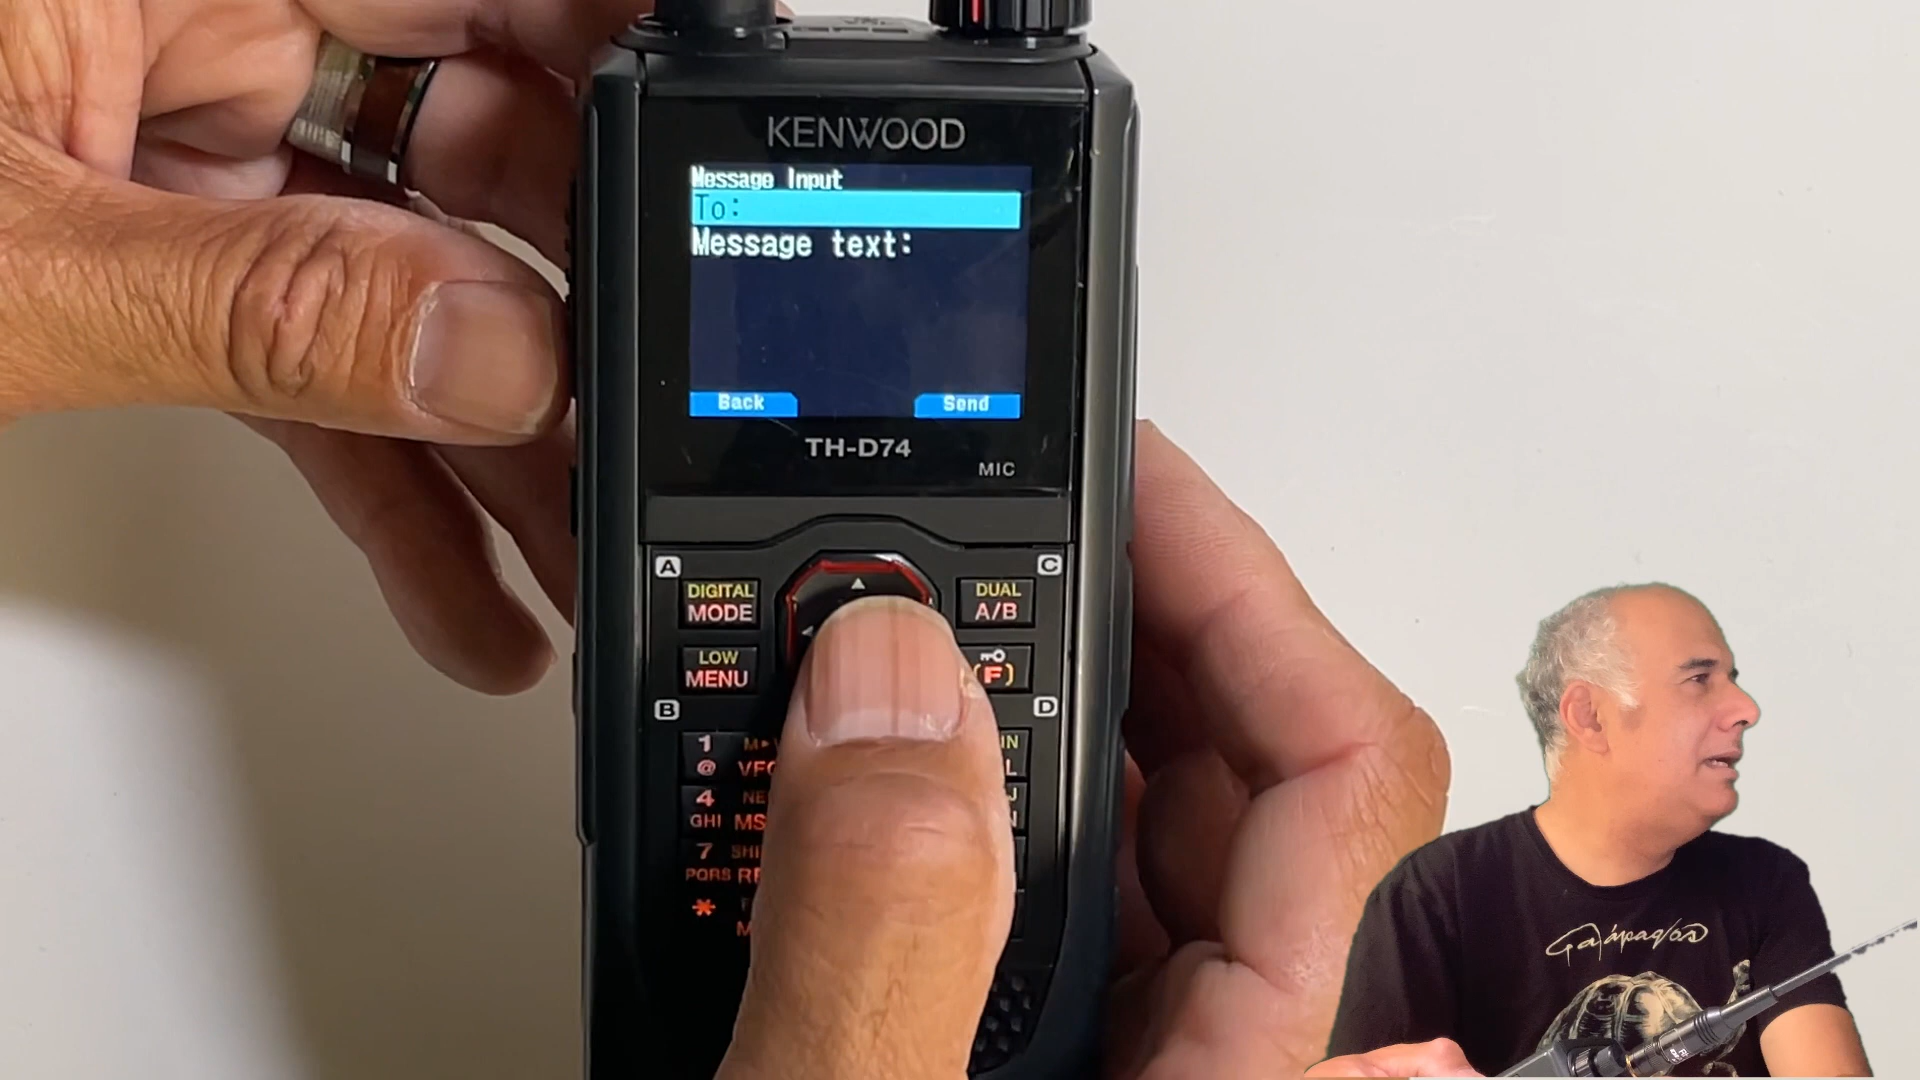 KENWOOD
Message Input
To:
Message text:
Back Send
TH-D74
MIC
A C
DIGITAL DUAL
MODE A/B
LOW
MENU (F)
B D
1
@
4
GHI
7
PQRS
*
Galápagos